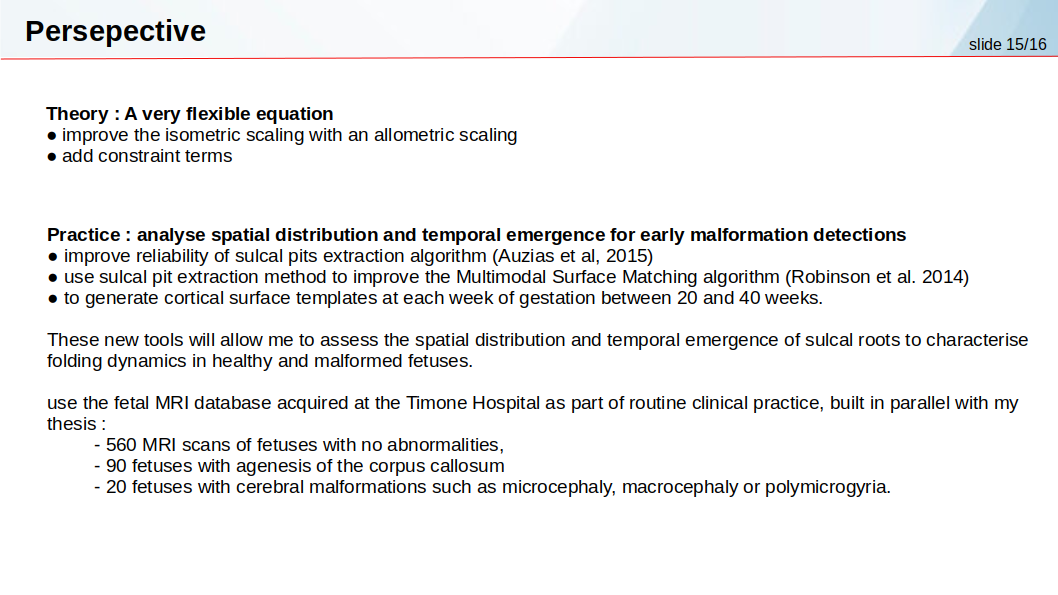 Persepective
slide 15/16
Theory : A very flexible equation
● improve the isometric scaling with an allometric scaling
● add constraint terms
Practice : analyse spatial distribution and temporal emergence for early malformation detections
● improve reliability of sulcal pits extraction algorithm (Auzias et al, 2015)
● use sulcal pit extraction method to improve the Multimodal Surface Matching algorithm (Robinson et al. 2014)
● to generate cortical surface templates at each week of gestation between 20 and 40 weeks.
These new tools will allow me to assess the spatial distribution and temporal emergence of sulcal roots to characterise
folding dynamics in healthy and malformed fetuses.
use the fetal MRI database acquired at the Timone Hospital as part of routine clinical practice, built in parallel with my
thesis :
- 560 MRI scans of fetuses with no abnormalities,
- 90 fetuses with agenesis of the corpus callosum
- 20 fetuses with cerebral malformations such as microcephaly, macrocephaly or polymicrogyria.